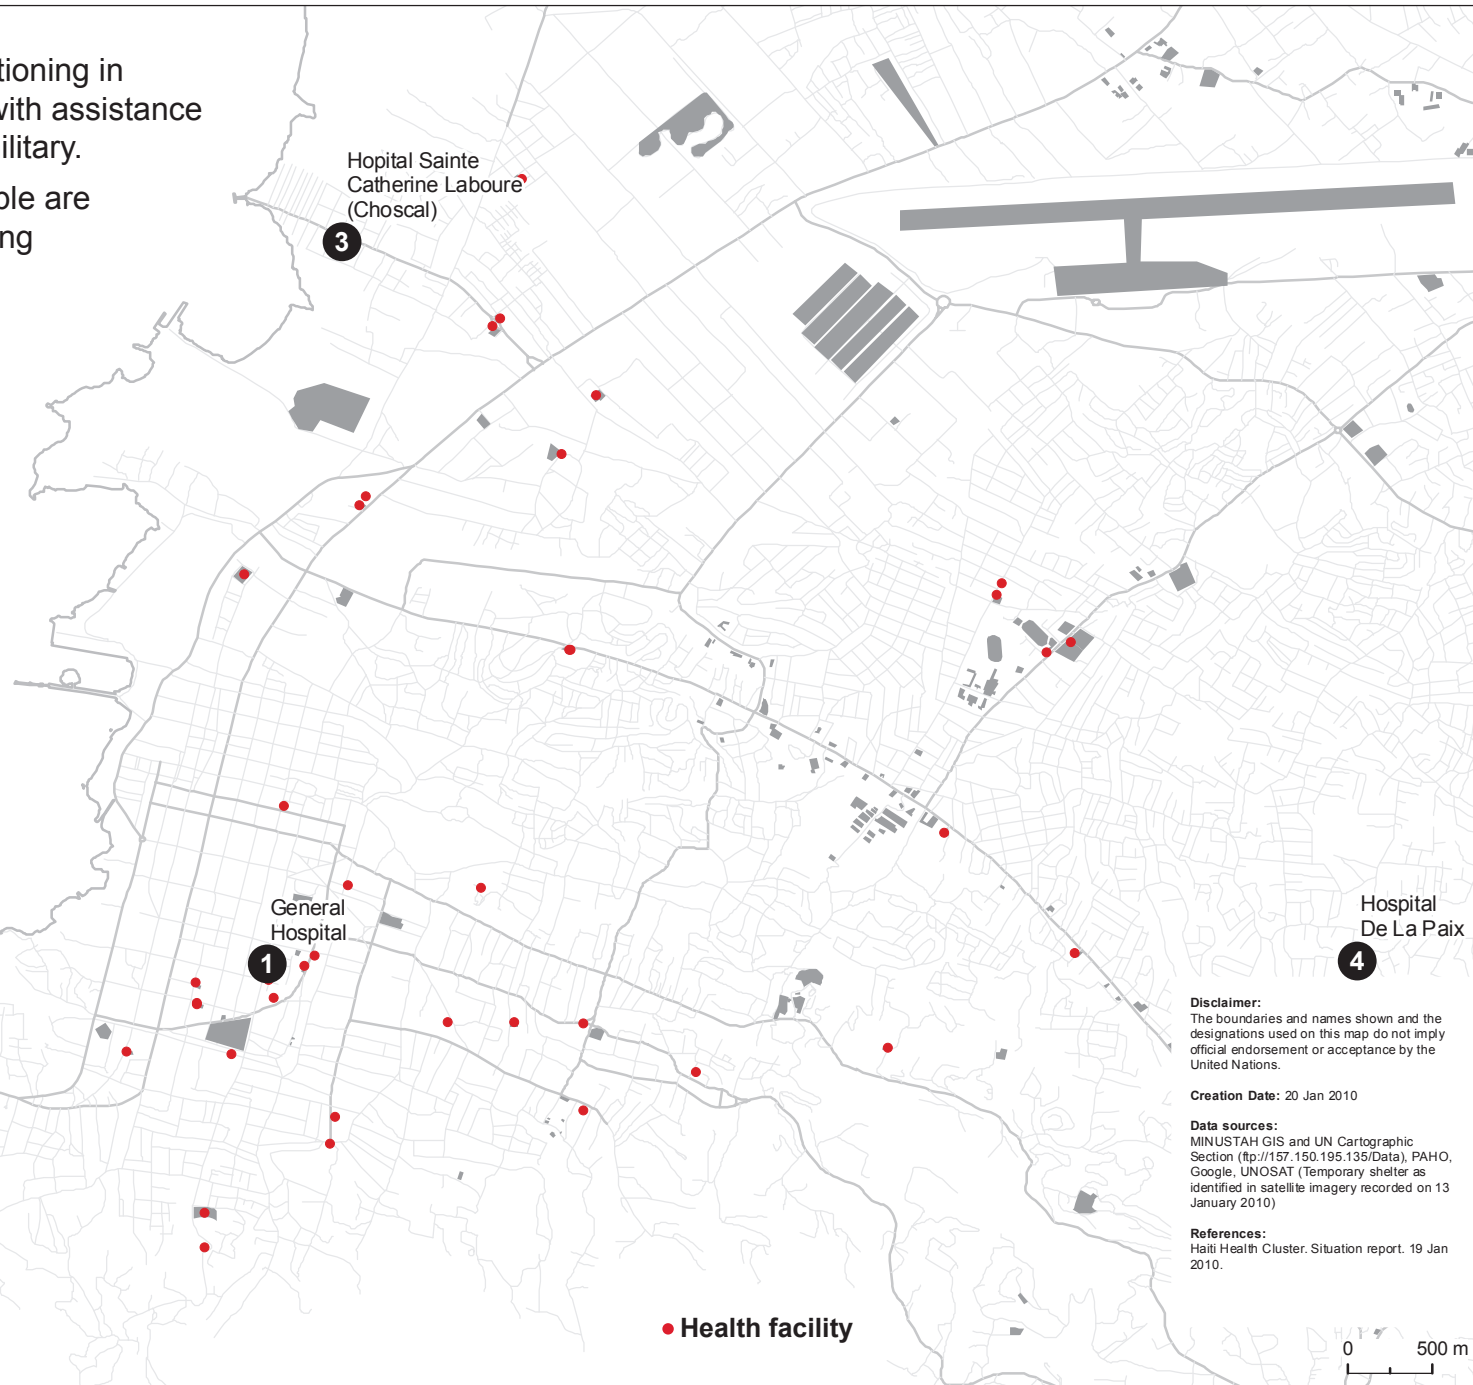 tioning in
with assistance
ilitary.
ple are
ng
Hopital Sainte
Catherine Laboure
(Choscal)
3
General
Hospital
1
Hospital
De La Paix
4
Disclaimer:
The boundaries and names shown and the
designations used on this map do not imply
official endorsement or acceptance by the
United Nations.
Creation Date: 20 Jan 2010
Data sources:
MINUSTAH GIS and UN Cartographic
Section (ftp://157.150.195.135/Data), PAHO,
Google, UNOSAT (Temporary shelter as
identified in satellite imagery recorded on 13
January 2010)
References:
Haiti Health Cluster. Situation report. 19 Jan
2010.
Health facility
0 500 m